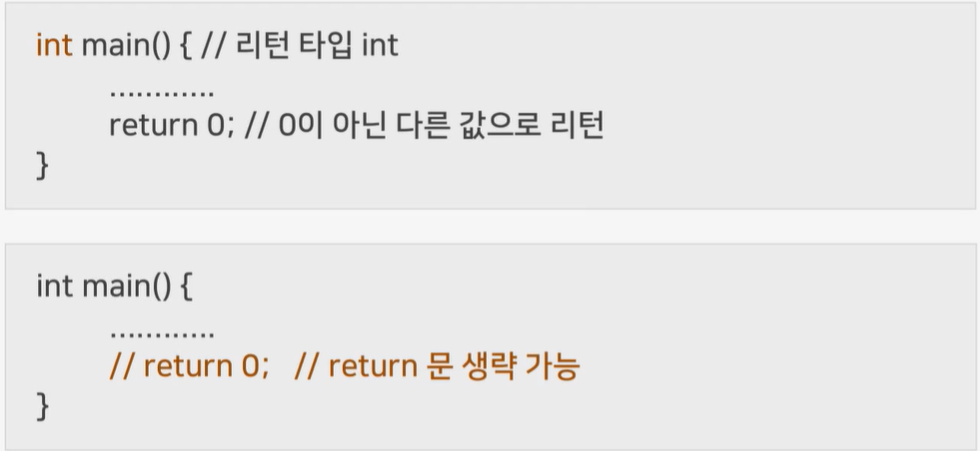 int main() { // 리턴 타입 int
............
return 0; // 0이 아닌 다른 값으로 리턴
}
int main() {
............
// return 0;   // return 문 생략 가능
}